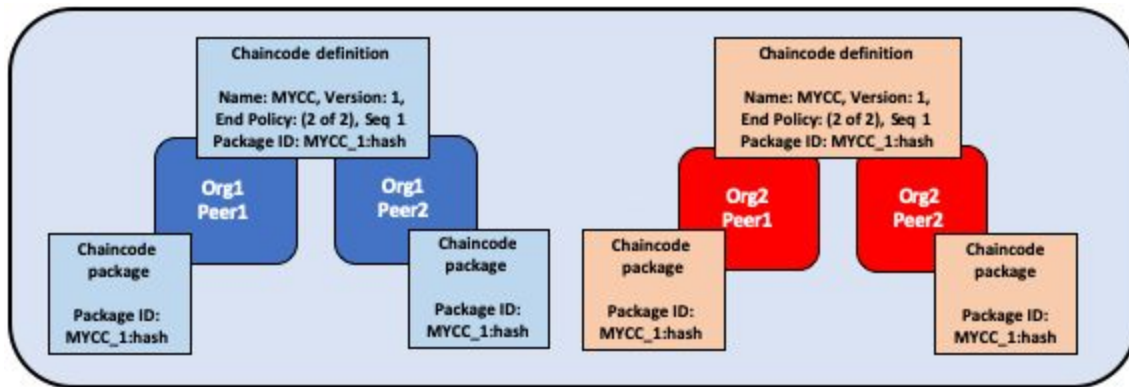 Chaincode definition
Name: MYCC, Version: 1,
End Policy: (2 of 2), Seq 1
Package ID: MYCC_1:hash
Org1
Peer1
Org1
Peer2
Chaincode
package
Package ID:
MYCC_1:hash
Chaincode
package
Package ID:
MYCC_1:hash
Chaincode definition
Name: MYCC, Version: 1,
End Policy: (2 of 2), Seq 1
Package ID: MYCC_1:hash
Org2
Peer1
Org2
Peer2
Chaincode
package
Package ID:
MYCC_1:hash
Chaincode
package
Package ID:
MYCC_1:hash